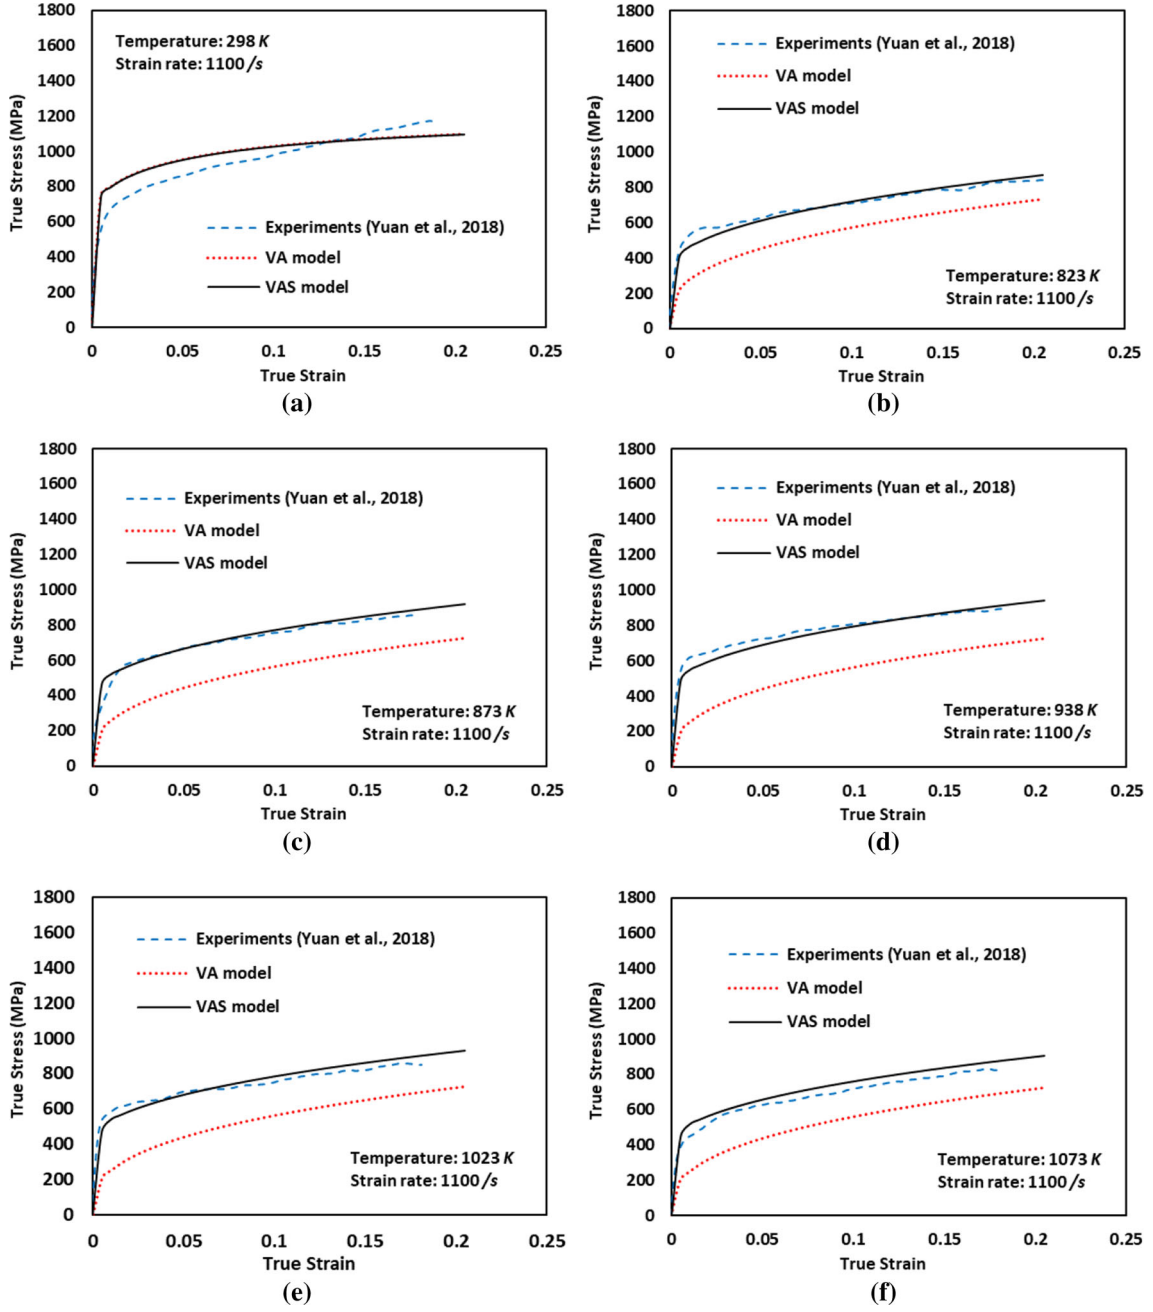 1800
1600
1400
1200
1000
800
600
400
200
0
True Stress (MPa)
Temperature: 298 K
Strain rate: 1100 /s
Experiments (Yuan et al., 2018)
VA model
VAS model
0 0.05 0.1 0.15 0.2 0.25
True Strain
(a)
1800
1600
1400
1200
1000
800
600
400
200
0
True Stress (MPa)
Experiments (Yuan et al., 2018)
VA model
VAS model
Temperature: 823 K
Strain rate: 1100 /s
0 0.05 0.1 0.15 0.2 0.25
True Strain
(b)
1800
1600
1400
1200
1000
800
600
400
200
0
True Stress (MPa)
Experiments (Yuan et al., 2018)
VA model
VAS model
Temperature: 873 K
Strain rate: 1100 /s
0 0.05 0.1 0.15 0.2 0.25
True Strain
(c)
1800
1600
1400
1200
1000
800
600
400
200
0
True Stress (MPa)
Experiments (Yuan et al., 2018)
VA model
VAS model
Temperature: 938 K
Strain rate: 1100 /s
0 0.05 0.1 0.15 0.2 0.25
True Strain
(d)
1800
1600
1400
1200
1000
800
600
400
200
0
True Stress (MPa)
Experiments (Yuan et al., 2018)
VA model
VAS model
Temperature: 1023 K
Strain rate: 1100 /s
0 0.05 0.1 0.15 0.2 0.25
True Strain
(e)
1800
1600
1400
1200
1000
800
600
400
200
0
True Stress (MPa)
Experiments (Yuan et al., 2018)
VA model
VAS model
Temperature: 1073 K
Strain rate: 1100 /s
0 0.05 0.1 0.15 0.2 0.25
True Strain
(f)